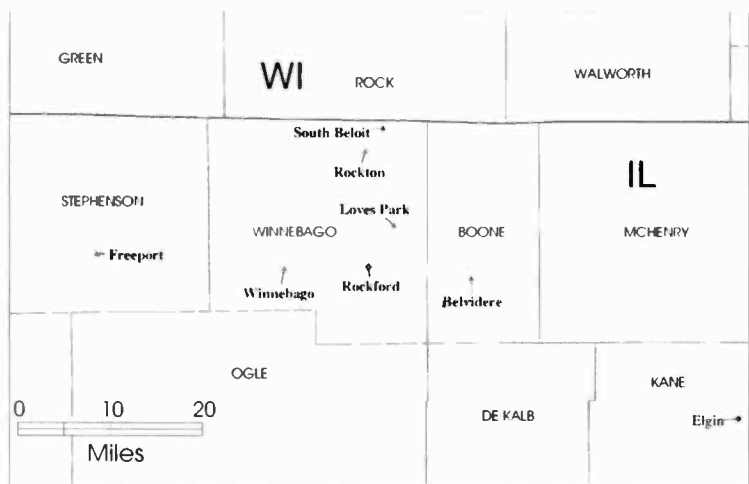 GREEN
WI
ROCK
WALWORTH
South Beloit
Rockton
IL
STEPHENSON
Loves Park
WINNEBAGO
BOONE
MCHENRY
Freeport
Winnebago
Rockford
Belvidere
OGLE
KANE
0 10 20
DE KALB
Elgin
Miles